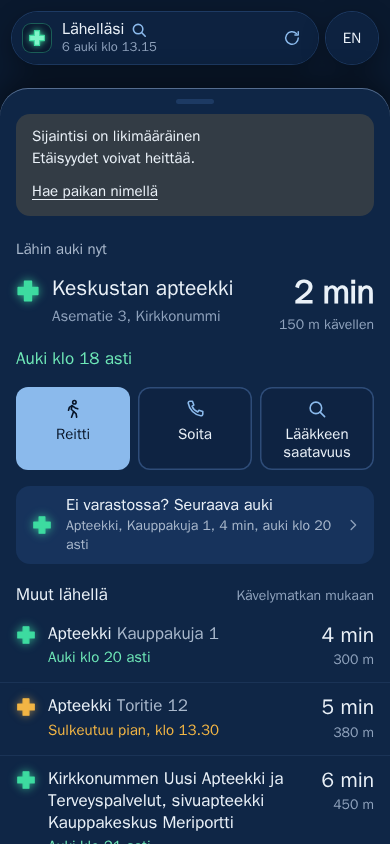 Lähelläsi
6 auki klo 13.15
EN
Sijaintisi on likimääräinen
Etäisyydet voivat heittää.
Hae paikan nimellä
Lähin auki nyt
Keskustan apteekki
2 min
Asematie 3, Kirkkonummi
150 m kävellen
Auki klo 18 asti
Reitti
Soita
Lääkkeen
saatavuus
Ei varastossa? Seuraava auki
Apteekki, Kauppakuja 1, 4 min, auki klo 20
asti
Muut lähellä
Kävelymatkan mukaan
Apteekki Kauppakuja 1
4 min
Auki klo 20 asti
300 m
Apteekki Toritie 12
5 min
Sulkeutuu pian, klo 13.30
380 m
Kirkkonummen Uusi Apteekki ja
6 min
Terveyspalvelut, sivuapteekki
450 m
Kauppakeskus Meriportti
Auki klo 21 asti